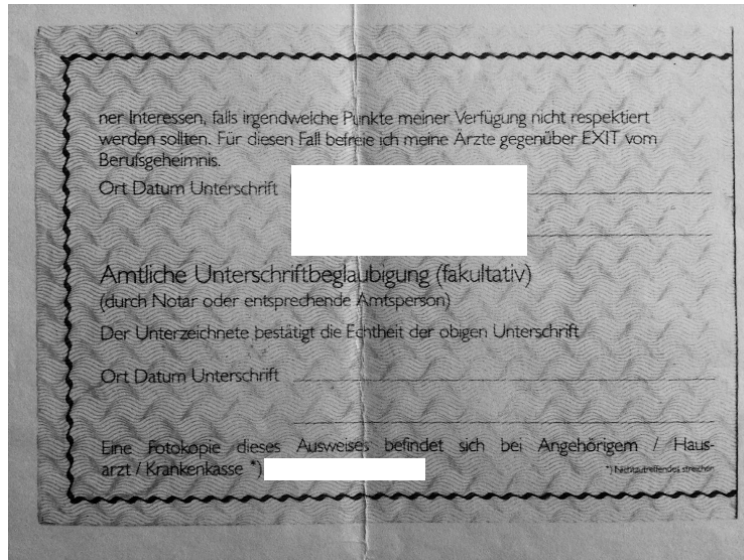 ner Interessen, falls irgendwelche Punkte meiner Verfügung nicht respektiert
werden sollten. Für diesen Fall befreie ich meine Ärzte gegenüber EXIT vom
Berufsgeheimnis.
Ort Datum Unterschrift
Amtliche Unterschriftbeglaubigung (fakultativ)
(durch Notar oder entsprechende Amtsperson)
Der Unterzeichnete bestätigt die Echtheit der obigen Unterschrift
Ort Datum Unterschrift
Eine Fotokopie dieses Ausweises befindet sich bei Angehörigem / Haus-
arzt / Krankenkasse *)
*) Nichtzutreffendes streichen